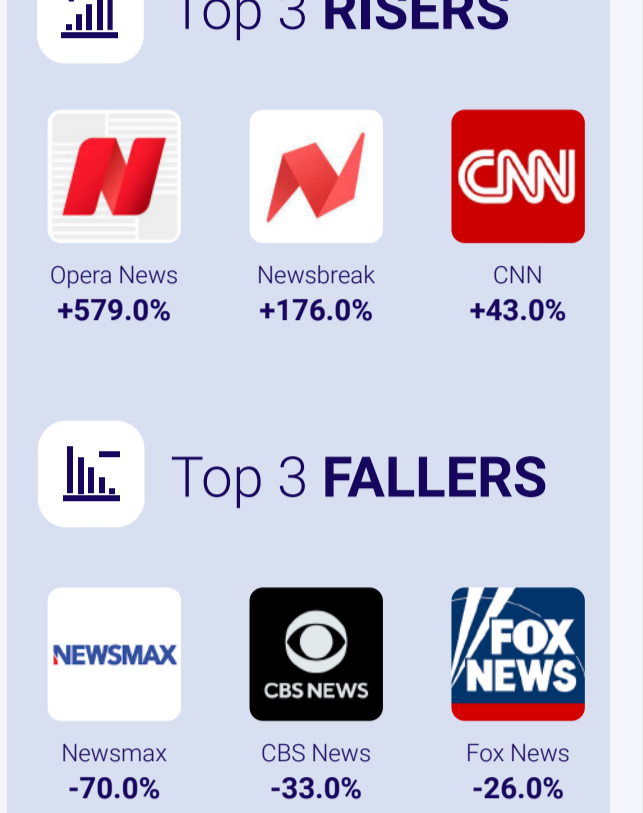 Top 3 RISERS
CNN
Opera News
Newsbreak
CNN
+579.0%
+176.0%
+43.0%
Top 3 FALLERS
NEWSMAX
CBS NEWS
FOX
NEWS
Newsmax
CBS News
Fox News
-70.0%
-33.0%
-26.0%